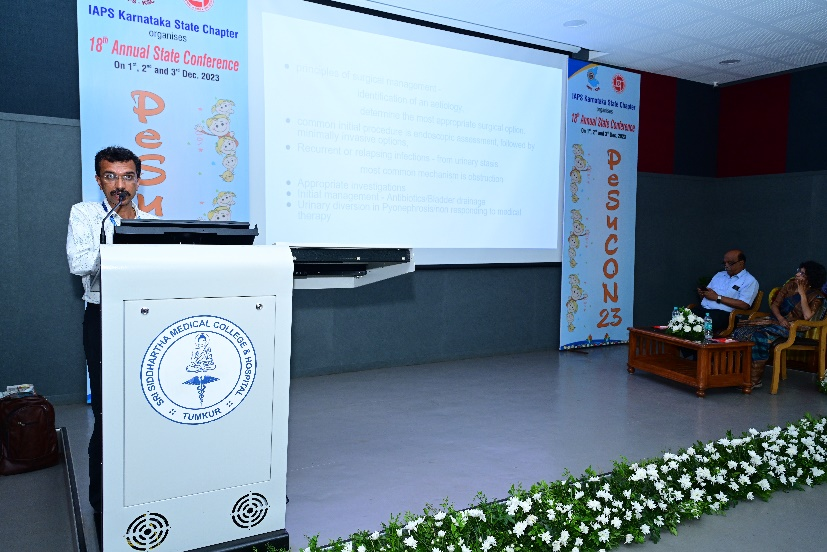 IAPS Karnataka State Chapter
organises
18th Annual State Conference
On 1st, 2nd and 3rd Dec. 2023
PeSu
principles of surgical management:
identification of an etiology,
determine the most appropriate surgical option.
common initial procedure is endoscopic assessment, followed by
minimally invasive options
Recurrent or relapsing infections - their urinary stasis
most common mechanism is obstruction
Appropriate investigations
Initial management - Antibiotics/Bladder drainage
Urinary diversion in Pyonephrosis/non responding to medical
therapy
IAPS Karnataka State Chapter
organises
18th Annual State Conference
On 1st, 2nd and 3rd Dec. 2023
PeSuCON 23
SRI SIDDHARTHA MEDICAL COLLEGE & HOSPITAL
:: TUMKUR ::